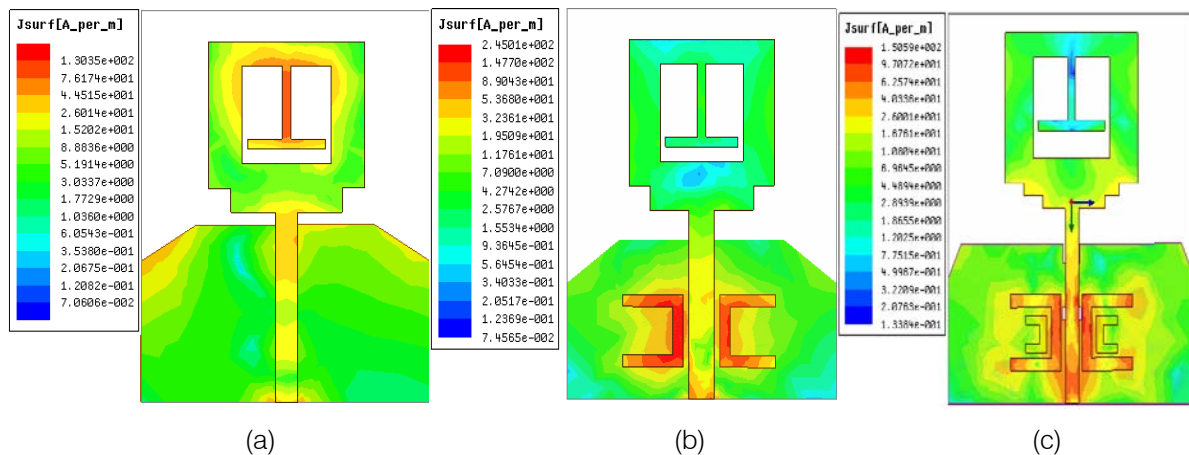 Jsurf[A_per_m]
1.3035e+002
7.6174e+001
4.4515e+001
2.6014e+001
1.5202e+001
8.8836e+000
5.1914e+000
3.0337e+000
1.7729e+000
1.0360e+000
6.0543e-001
3.5380e-001
2.0675e-001
1.2082e-001
7.0606e-002
(a)
Jsurf[A_per_m]
2.4501e+002
1.4770e+002
8.9043e+001
5.3680e+001
3.2361e+001
1.9509e+001
1.1761e+001
7.0900e+000
4.2742e+000
2.5767e+000
1.5534e+000
9.3645e-001
5.6454e-001
3.4033e-001
2.0517e-001
1.2369e-001
7.4565e-002
(b)
Jsurf[A_per_m]
1.5059e+002
9.7072e+001
6.2574e+001
4.0336e+001
2.6001e+001
1.6761e+001
1.0804e+001
6.9645e+000
4.4894e+000
2.8939e+000
1.8655e+000
1.2025e+000
7.7515e-001
4.9967e-001
3.2209e-001
2.0763e-001
1.3384e-001
(c)